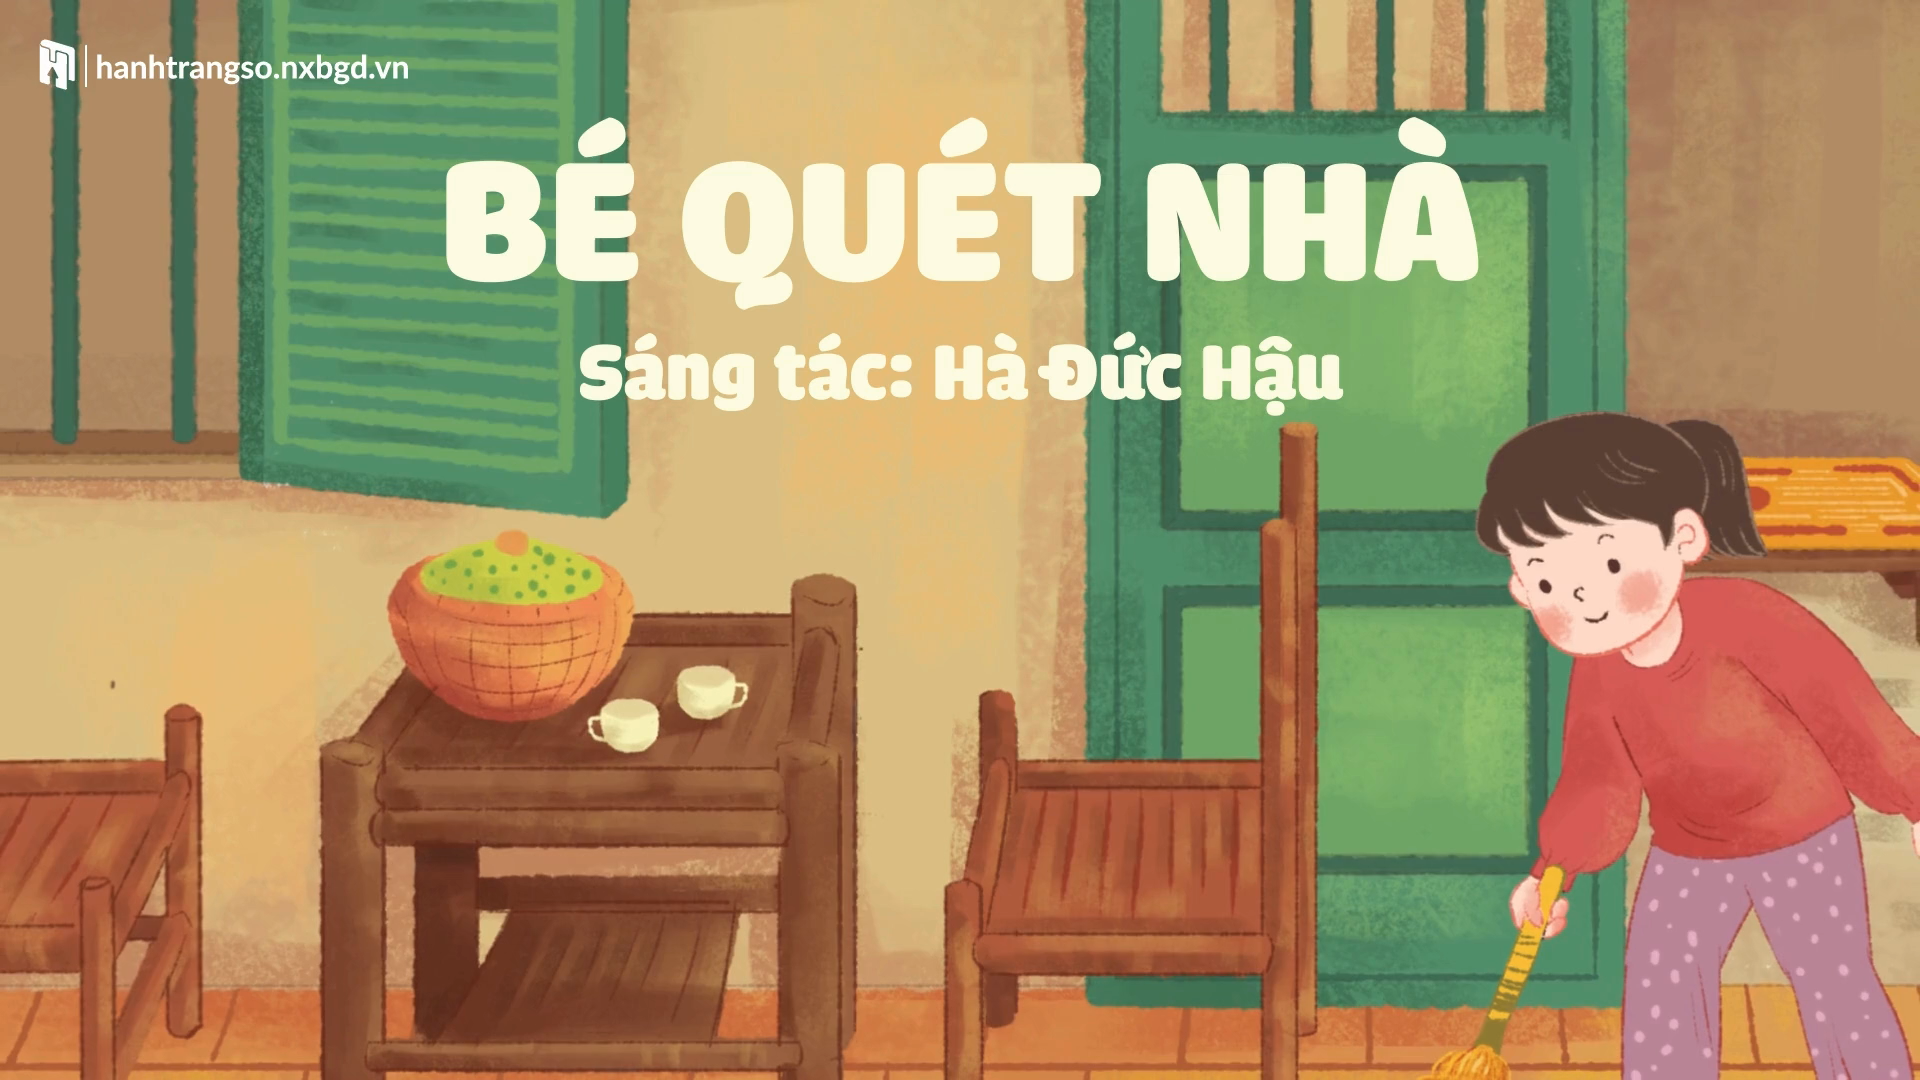 hanhtrangso.nxbgd.vn
BÉ QUÉT NHÀ
Sáng tác: Hà Đức Hậu